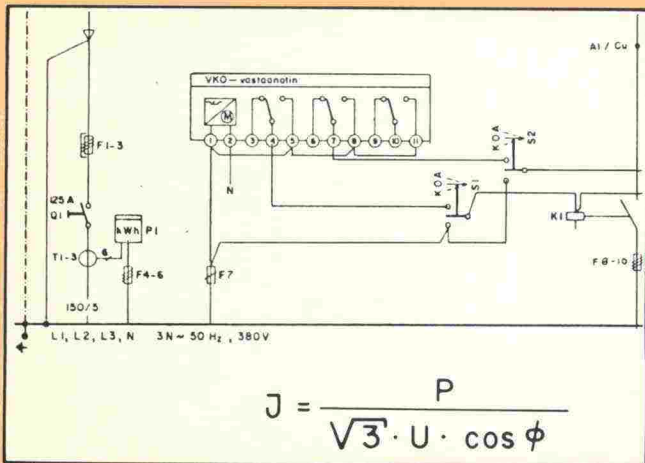 Al / Cu
VKO-vastaanotin
M
1 2 3 4 5 6 7 8 9 10 11
N
F1-3
125A
Q1
kWh P1
T1-3
6
F4-6
F7
150/5
KOA
S2
KOA
S1
K1
F8-10
L1, L2, L3, N 3N~50 Hz, 380V
J = P
√3 · U · cos ϕ